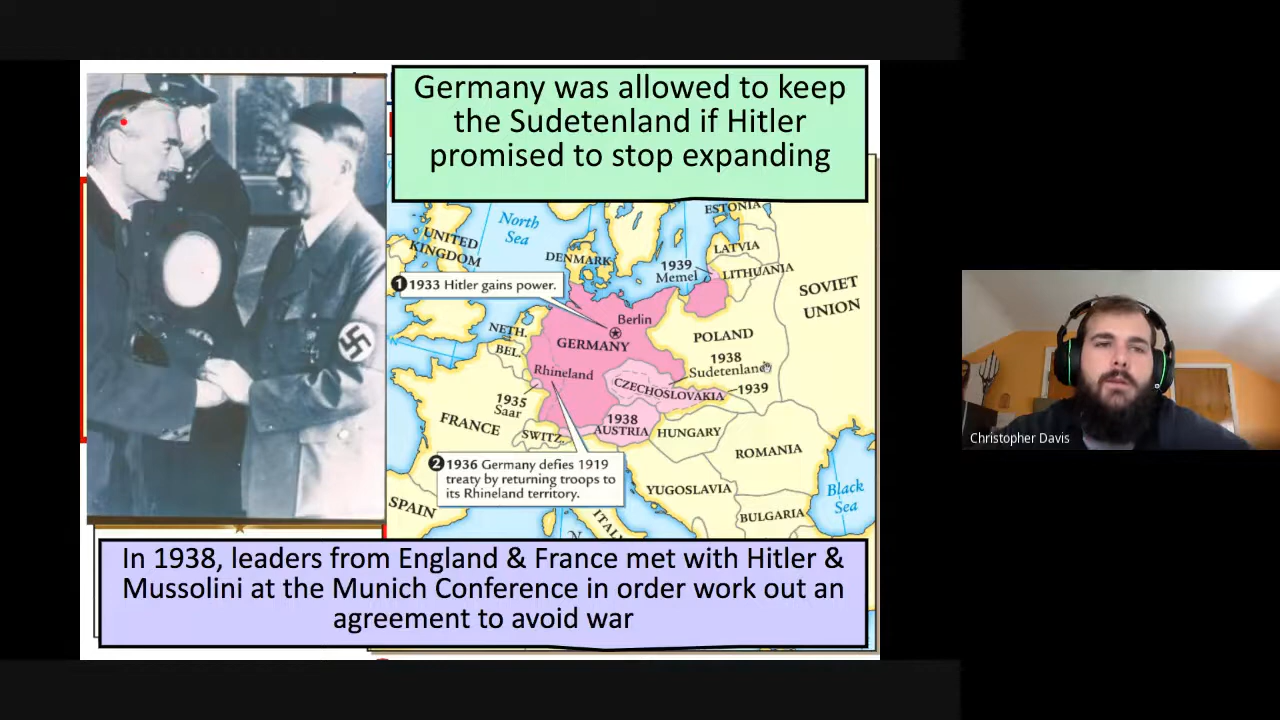 Germany was allowed to keep
the Sudetenland if Hitler
promised to stop expanding
ESTONIA
North
Sea
UNITED
KINGDOM
DENMARK
LATVIA
1939
Memel
LITHUANIA
SOVIET
UNION
1 1933 Hitler gains power.
Berlin
NETH.
GERMANY
POLAND
BEL.
1938
Sudetenland
Rhineland
CZECHOSLOVAKIA
1939
1935
Saar
1938
AUSTRIA
FRANCE
SWITZ.
HUNGARY
ROMANIA
2 1936 Germany defies 1919
treaty by returning troops to
its Rhineland territory.
YUGOSLAVIA
Black
Sea
SPAIN
BULGARIA
ITALY
In 1938, leaders from England & France met with Hitler &
Mussolini at the Munich Conference in order work out an
agreement to avoid war
Christopher Davis